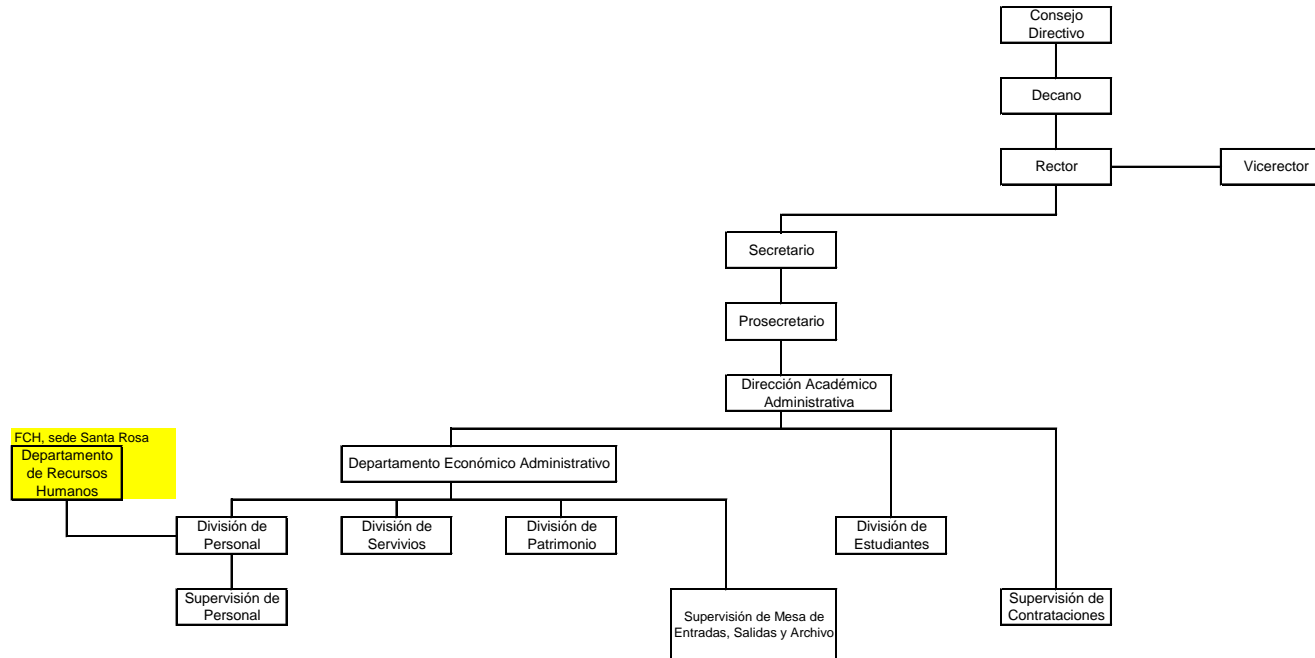 Consejo
Directivo
Decano
Rector
Vicerector
Secretario
Prosecretario
Dirección Académico
Administrativa
FCH, sede Santa Rosa
Departamento
de Recursos
Humanos
Departamento Económico Administrativo
División de
Personal
División de
Servivios
División de
Patrimonio
División de
Estudiantes
Supervisión de
Personal
Supervisión de Mesa de
Entradas, Salidas y Archivo
Supervisión de
Contrataciones